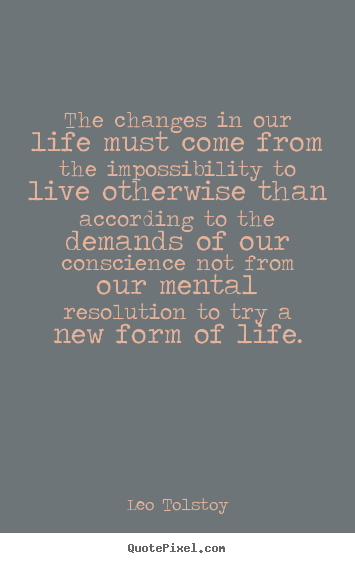 The changes in our
life must come from
the impossibility to
live otherwise than
according to the
demands of our
conscience not from
our mental
resolution to try a
new form of life.
Leo Tolstoy
QuotePixel.com